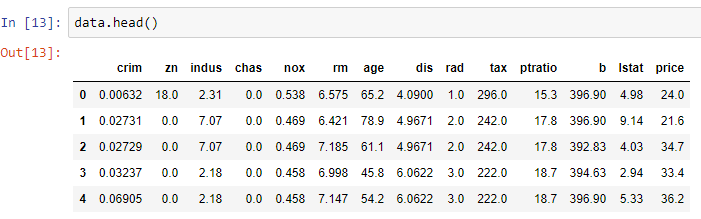 In [13]: data.head()
Out[13]:
crim zn indus chas nox rm age dis rad tax ptratio b lstat price
0 0.00632 18.0 2.31 0.0 0.538 6.575 65.2 4.0900 1.0 296.0 15.3 396.90 4.98 24.0
1 0.02731 0.0 7.07 0.0 0.469 6.421 78.9 4.9671 2.0 242.0 17.8 396.90 9.14 21.6
2 0.02729 0.0 7.07 0.0 0.469 7.185 61.1 4.9671 2.0 242.0 17.8 392.83 4.03 34.7
3 0.03237 0.0 2.18 0.0 0.458 6.998 45.8 6.0622 3.0 222.0 18.7 394.63 2.94 33.4
4 0.06905 0.0 2.18 0.0 0.458 7.147 54.2 6.0622 3.0 222.0 18.7 396.90 5.33 36.2